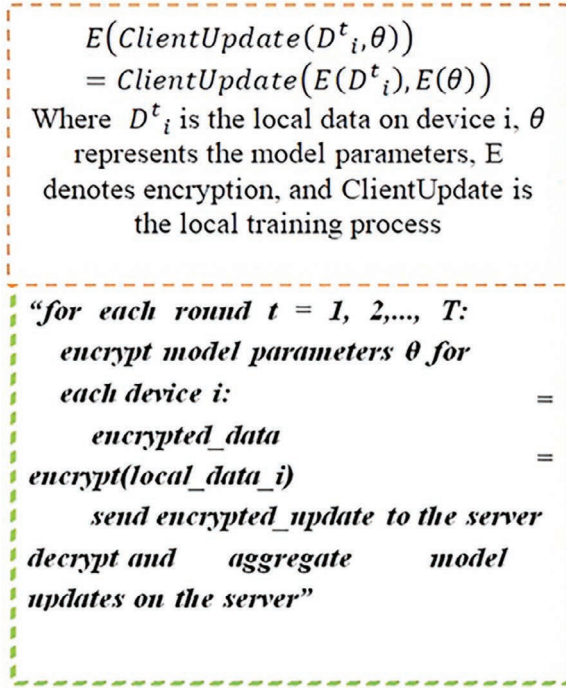 E(ClientUpdate(D^t_i,θ))
= ClientUpdate(E(D^t_i),E(θ))
Where D^t_i is the local data on device i, θ
represents the model parameters, E
denotes encryption, and ClientUpdate is
the local training process
“for each round t = 1, 2,..., T:
encrypt model parameters θ for
each device i: =
encrypted_data
=
encrypt(local_data_i)
send encrypted_update to the server
decrypt and aggregate model
updates on the server”